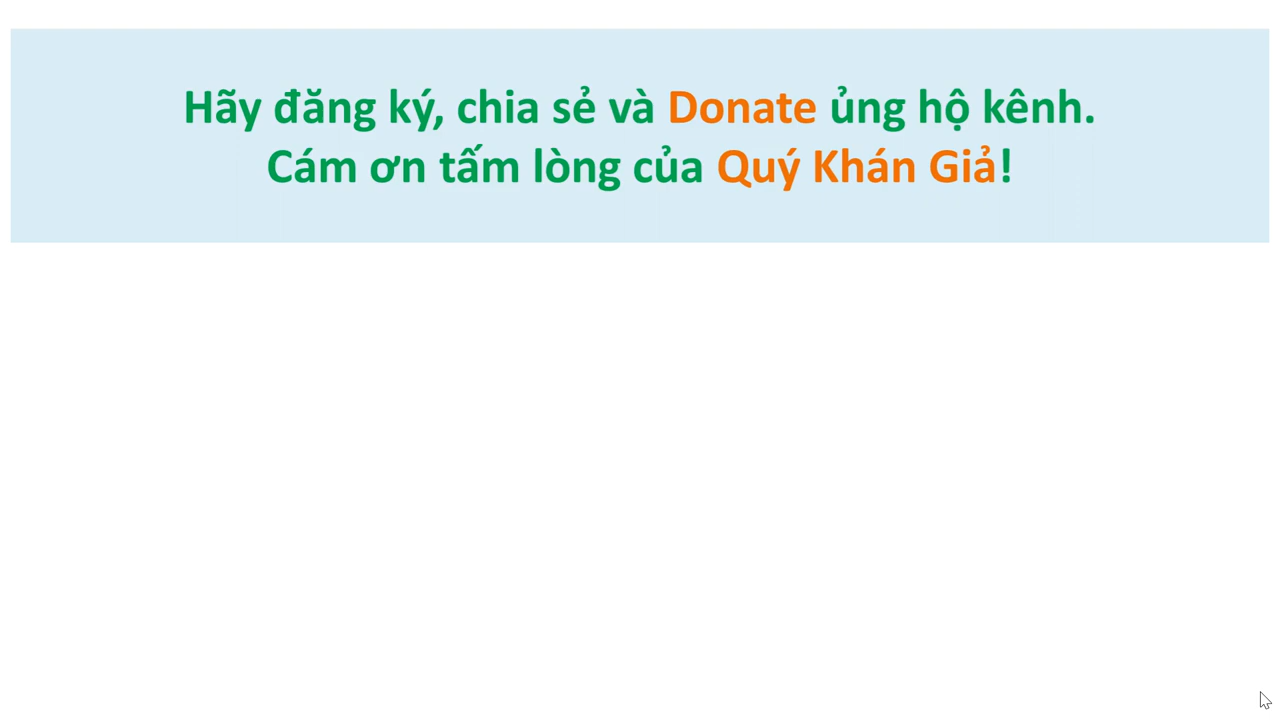 Hãy đăng ký, chia sẻ và Donate ủng hộ kênh.
Cám ơn tấm lòng của Quý Khán Giả!